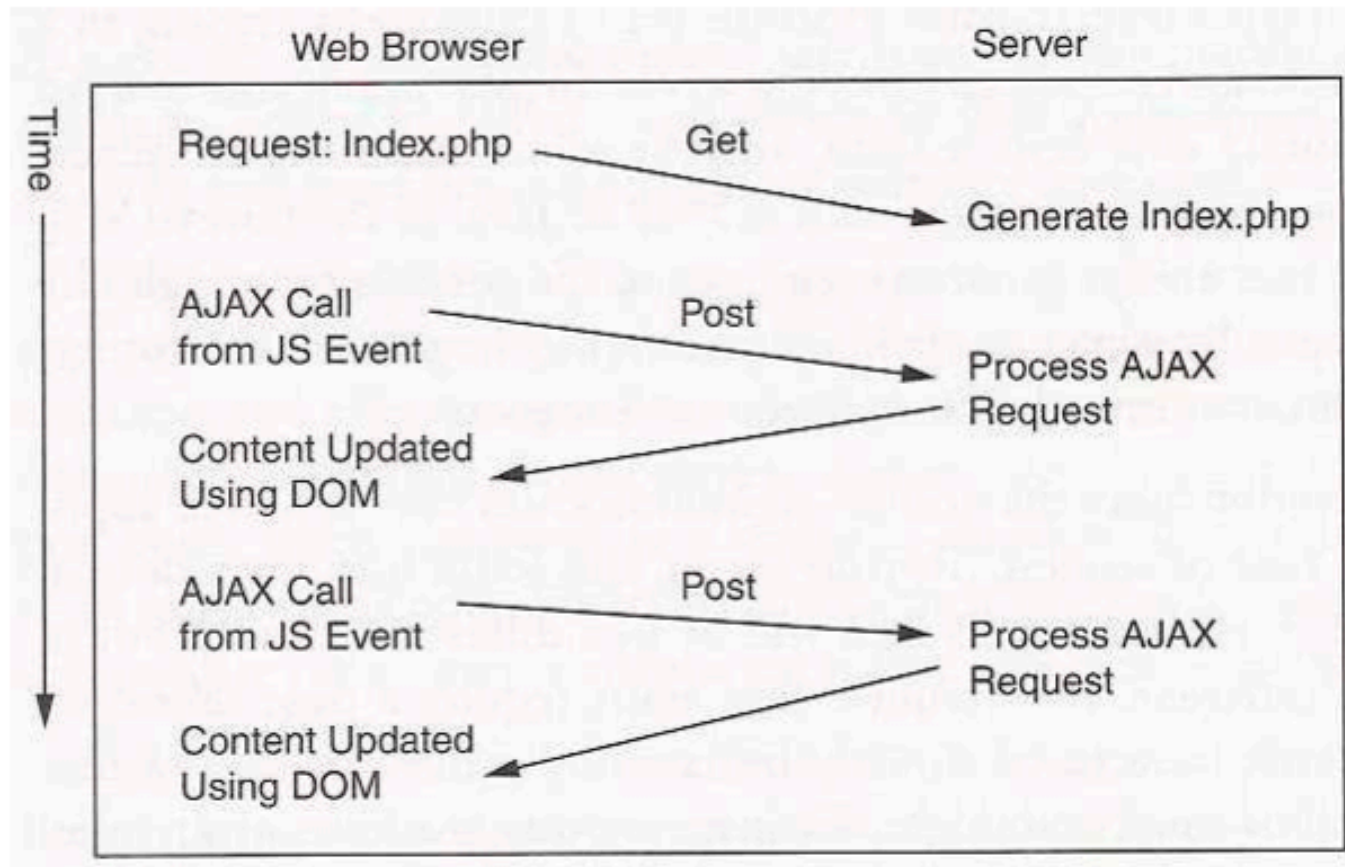 Web Browser
Server
Time
Request: Index.php
Get
Generate Index.php
AJAX Call
from JS Event
Post
Process AJAX
Request
Content Updated
Using DOM
AJAX Call
from JS Event
Post
Process AJAX
Request
Content Updated
Using DOM